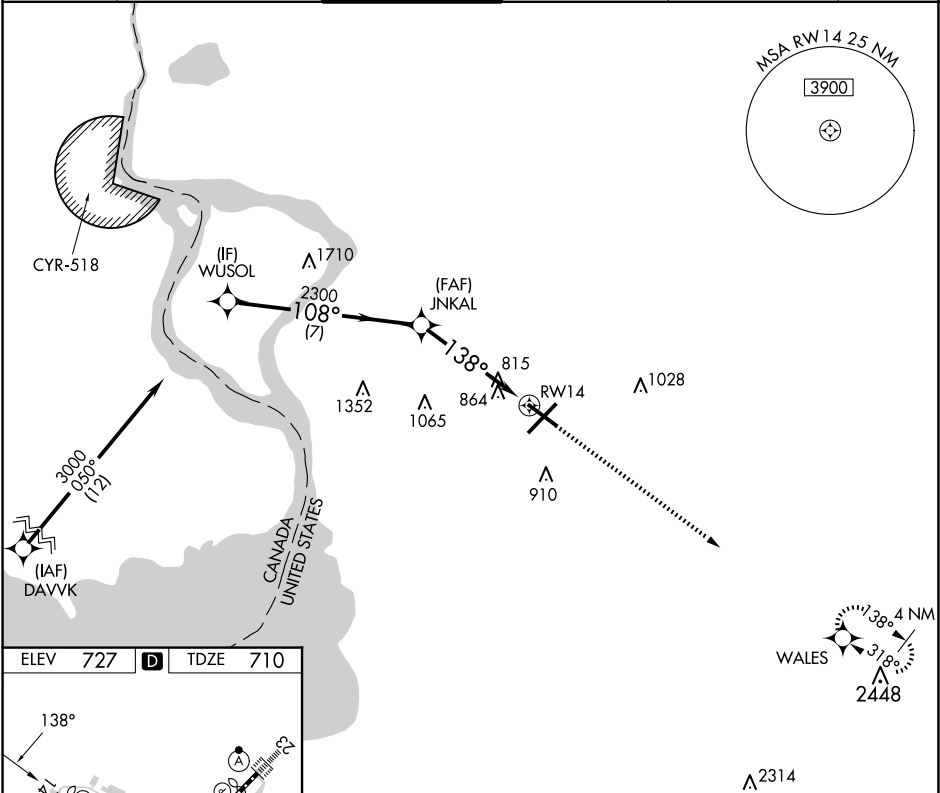 MSA RW14 25 NM
3900
CYR-518
(IF)
WUSOL
1710
2300
108°
(7)
(FAF)
JNKAL
138°
815
864
RW14
1028
1352
1065
910
3000
050°
(12)
(IAF)
DAVVK
CANADA
UNITED STATES
138°
4 NM
318°
WALES
2448
2314
ELEV 727 D TDZE 710
138°
A
23